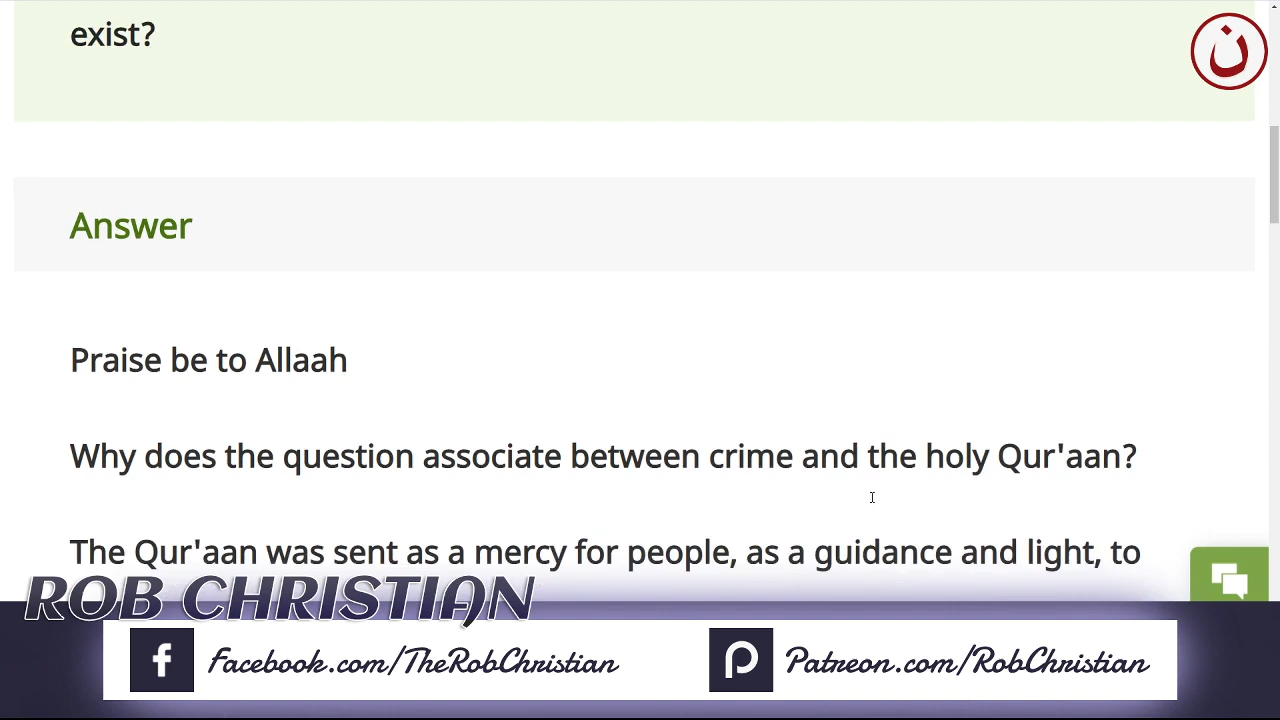 exist?
ن
Answer
Praise be to Allaah
Why does the question associate between crime and the holy Qur'aan?
The Qur'aan was sent as a mercy for people, as a guidance and light, to
ROB CHRISTIAN
f Facebook.com/TheRobChristian
Patreon.com/RobChristian